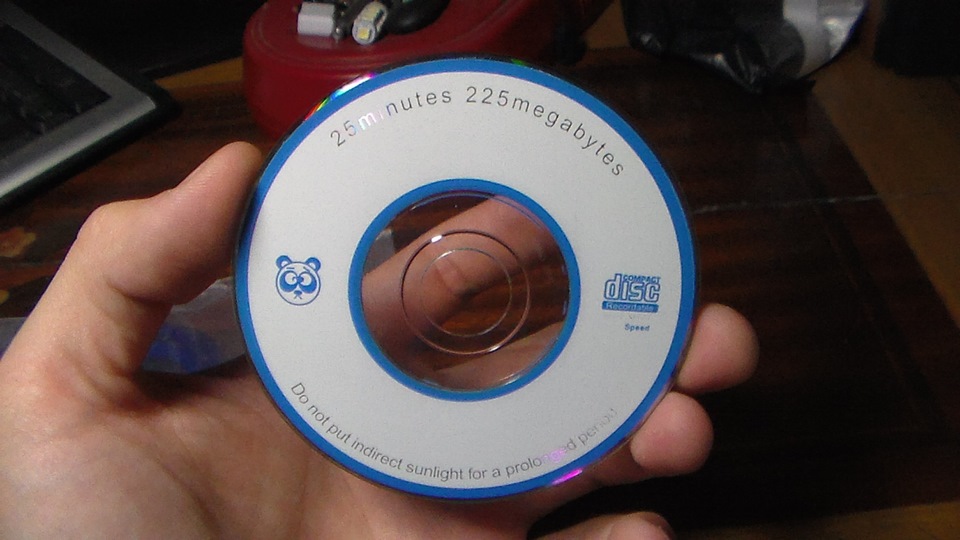 25minutes 225megabytes
COMPACT
disc
Recordable
Speed
Do not put indirect sunlight for a prolonged period